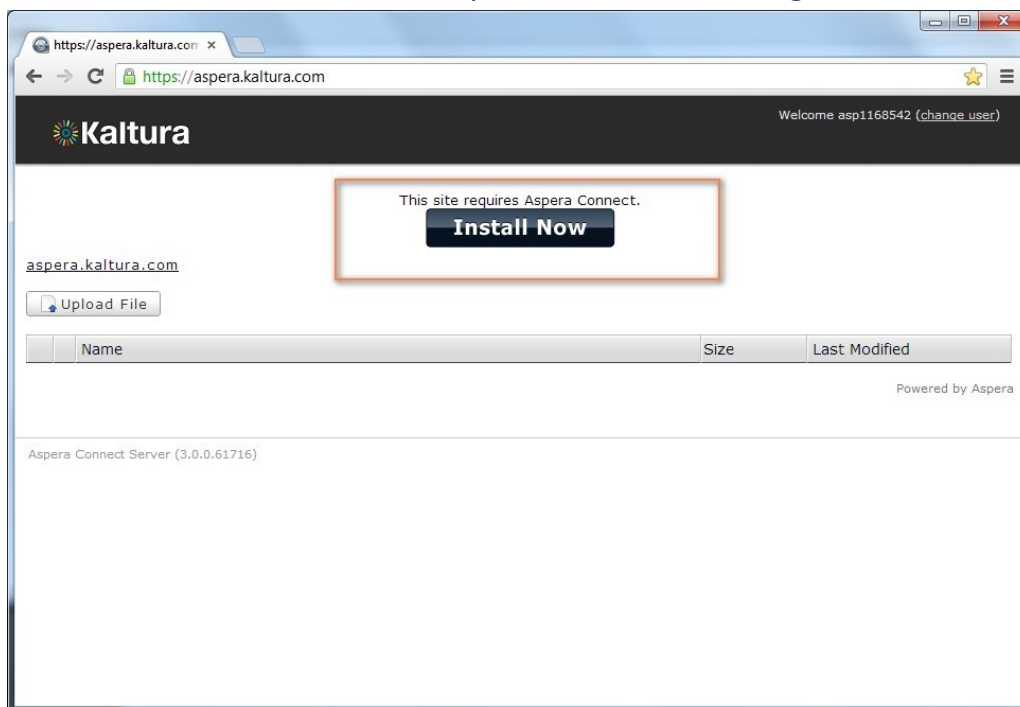 https://aspera.kaltura.com
https://aspera.kaltura.com
Welcome asp1168542 (change user)
Kaltura
This site requires Aspera Connect.
Install Now
aspera.kaltura.com
Upload File
Name Size Last Modified
Powered by Aspera
Aspera Connect Server (3.0.0.61716)